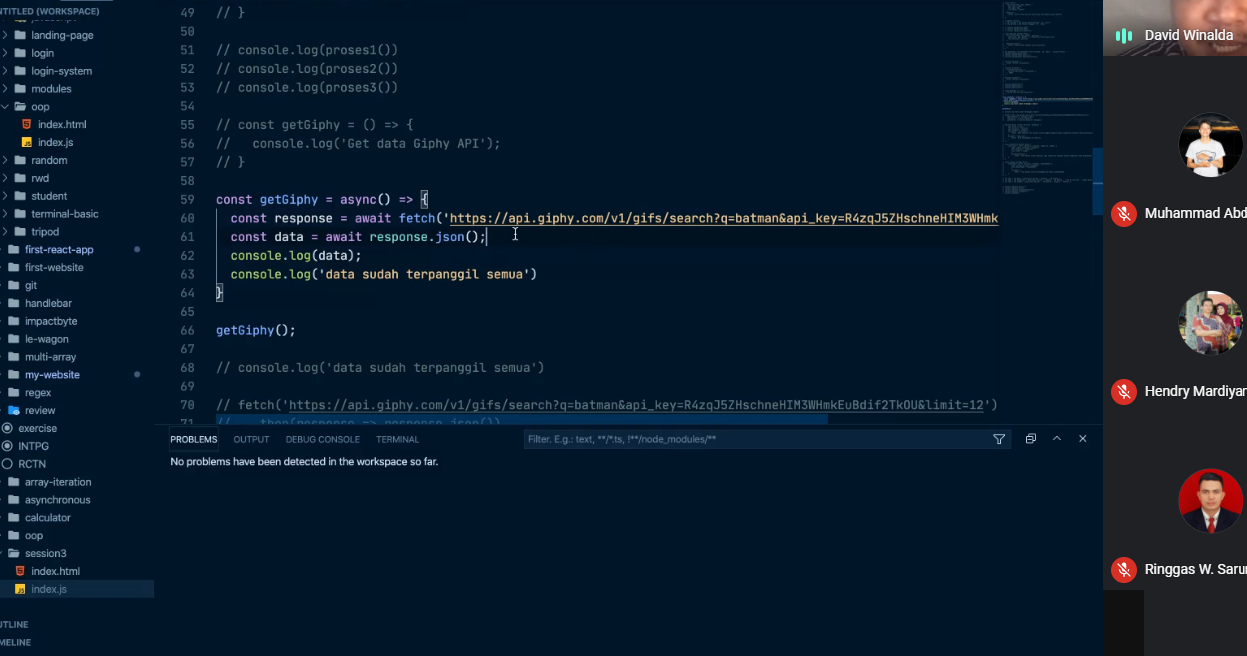 NTITLED (WORKSPACE)
javascript
landing-page
login
login-system
modules
oop
index.html
index.js
random
rwd
student
terminal-basic
tripod
first-react-app
first-website
git
handlebar
impactbyte
le-wagon
multi-array
my-website
regex
review
exercise
INTPG
RCTN
array-iteration
asynchronous
calculator
oop
session3
index.html
index.js
UTLINE
MELINE
49 // }
50
51 // console.log(proses1())
52 // console.log(proses2())
53 // console.log(proses3())
54
55 // const getGiphy = () => {
56 //   console.log('Get data Giphy API');
57 // }
58
59 const getGiphy = async() => {
60   const response = await fetch('https://api.giphy.com/v1/gifs/search?q=batman&api_key=R4zqJ5ZHschneHIM3WHmk
61   const data = await response.json();
62   console.log(data);
63   console.log('data sudah terpanggil semua')
64 }
65
66 getGiphy();
67
68 // console.log('data sudah terpanggil semua')
69
70 // fetch('https://api.giphy.com/v1/gifs/search?q=batman&api_key=R4zqJ5ZHschneHIM3WHmkEuBdif2TkOU&limit=12')
71 //   .then(response => response.json())
PROBLEMS OUTPUT DEBUG CONSOLE TERMINAL
Filter. E.g.: text, **/*.ts, !**/node_modules/**
No problems have been detected in the workspace so far.
David Winalda
Muhammad Abd
Hendry Mardiyan
Ringgas W. Sarum